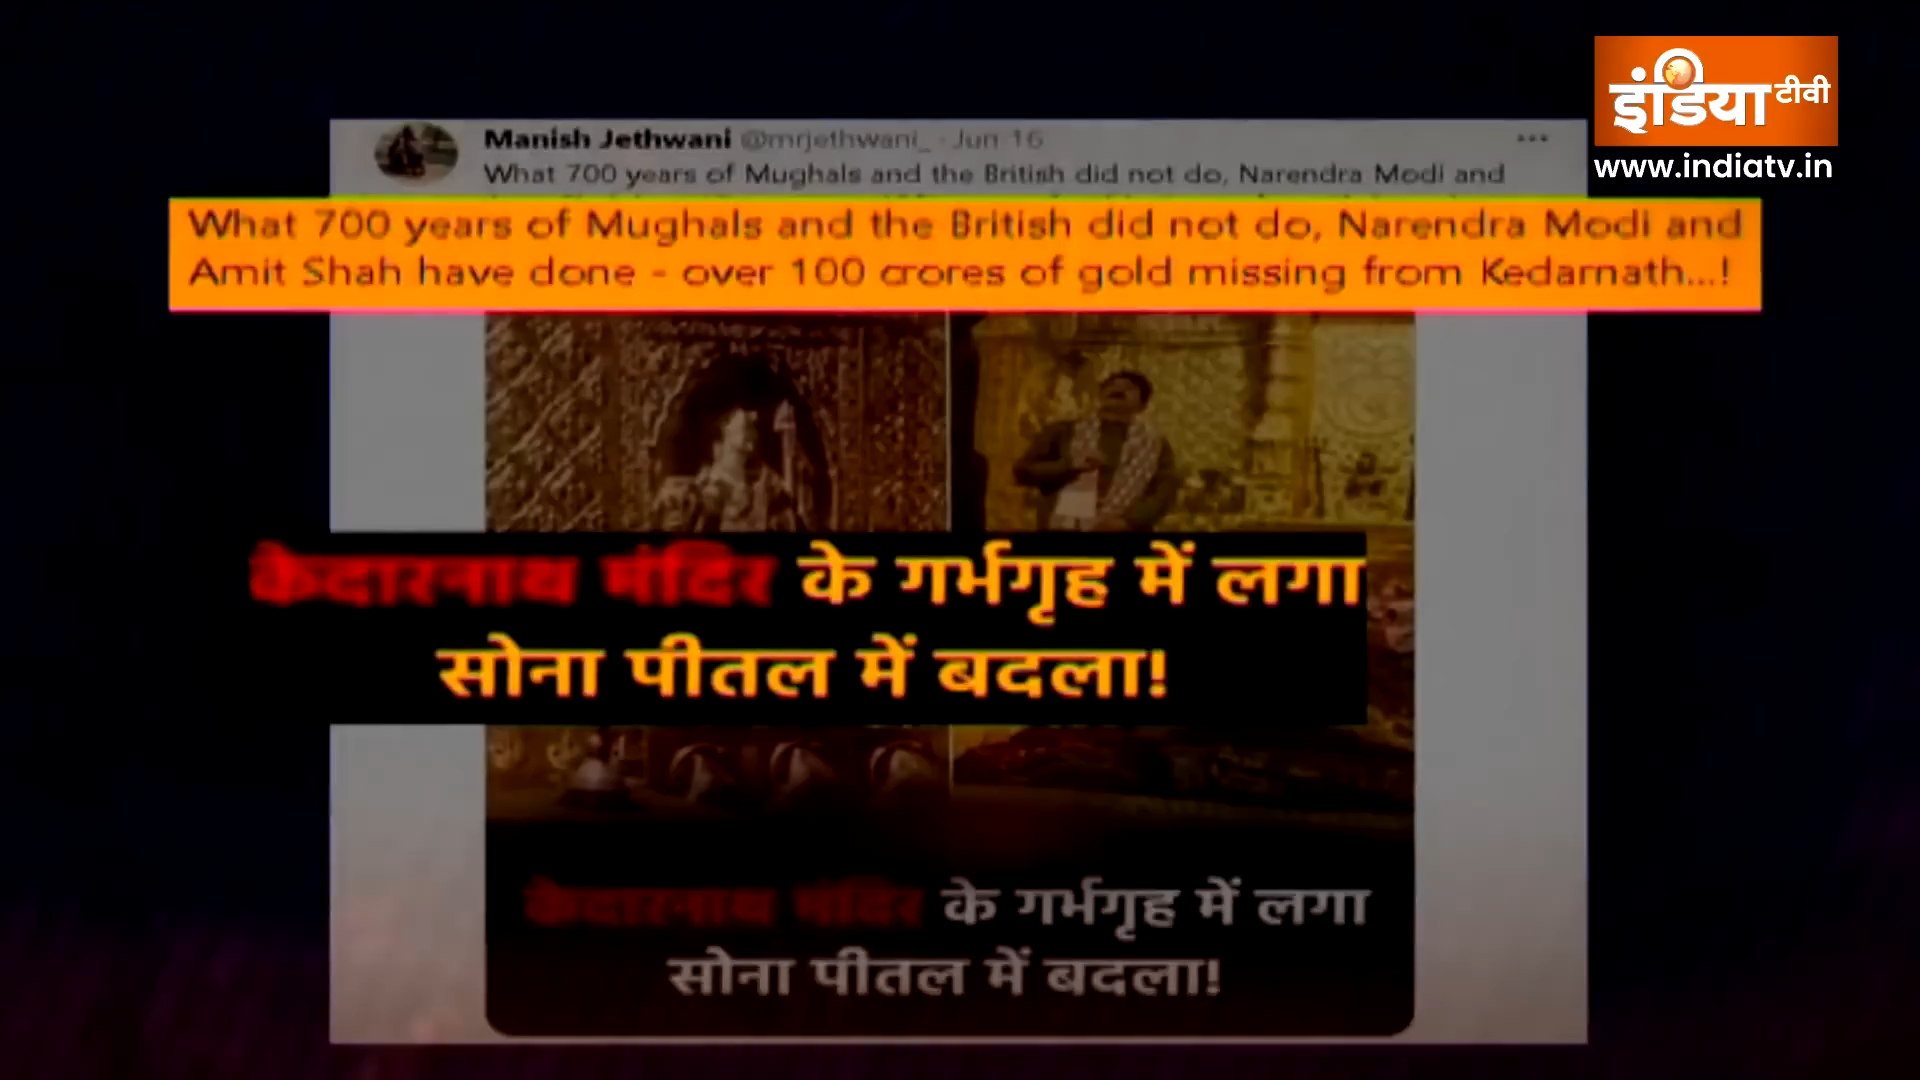 इंडिया टीवी
www.indiatv.in
Manish Jethwani @mrjethwani_ · Jun 16
What 700 years of Mughals and the British did not do, Narendra Modi and
What 700 years of Mughals and the British did not do, Narendra Modi and
Amit Shah have done - over 100 crores of gold missing from Kedarnath...!
केदारनाथ मंदिर के गर्भगृह में लगा
सोना पीतल में बदला!
केदारनाथ मंदिर के गर्भगृह में लगा
सोना पीतल में बदला!